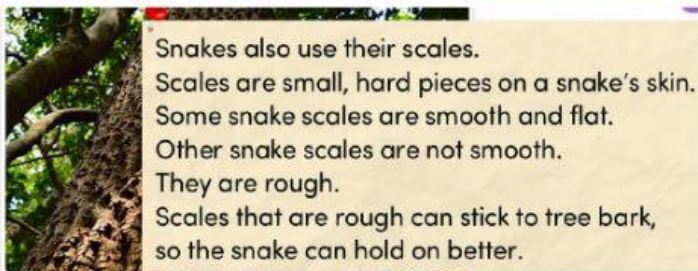 Snakes also use their scales.
Scales are small, hard pieces on a snake's skin.
Some snake scales are smooth and flat.
Other snake scales are not smooth.
They are rough.
Scales that are rough can stick to tree bark,
so the snake can hold on better.